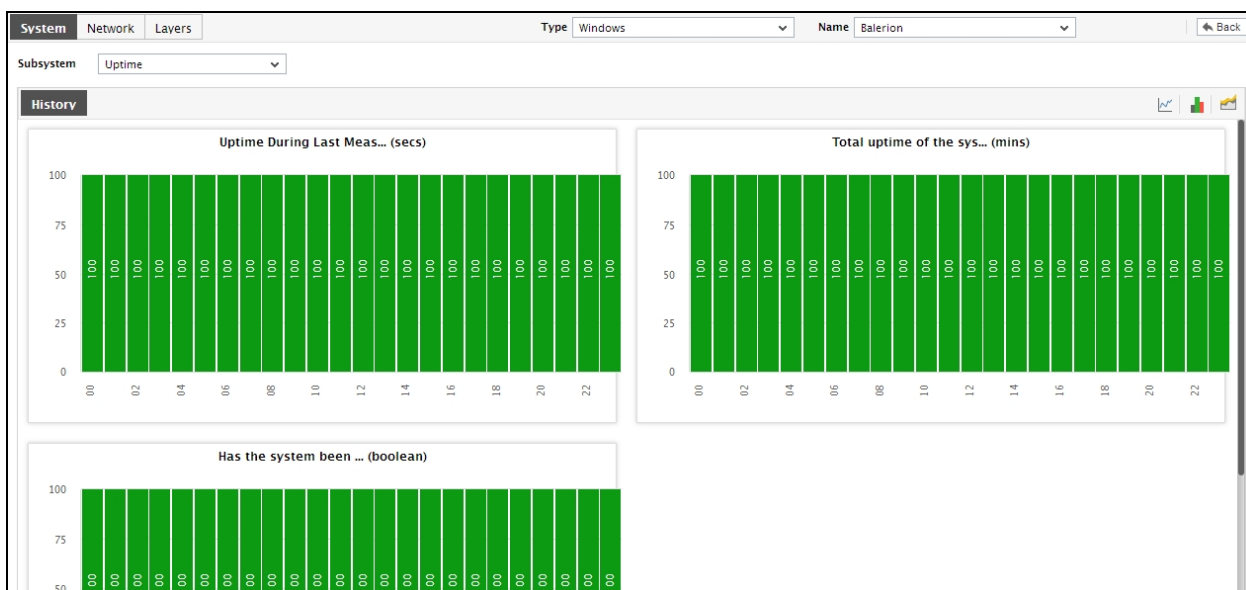 System Network Layers Type Windows Name Balerion Back
Subsystem Uptime
History
Uptime During Last Meas... (secs)
100
75
50
25
0
100 100 100 100 100 100 100 100 100 100 100 100 100 100 100 100 100 100 100 100 100 100 100 100
00 02 04 06 08 10 12 14 16 18 20 22
Total uptime of the sys... (mins)
100
75
50
25
0
100 100 100 100 100 100 100 100 100 100 100 100 100 100 100 100 100 100 100 100 100 100 100 100
00 02 04 06 08 10 12 14 16 18 20 22
Has the system been ... (boolean)
100
75
50